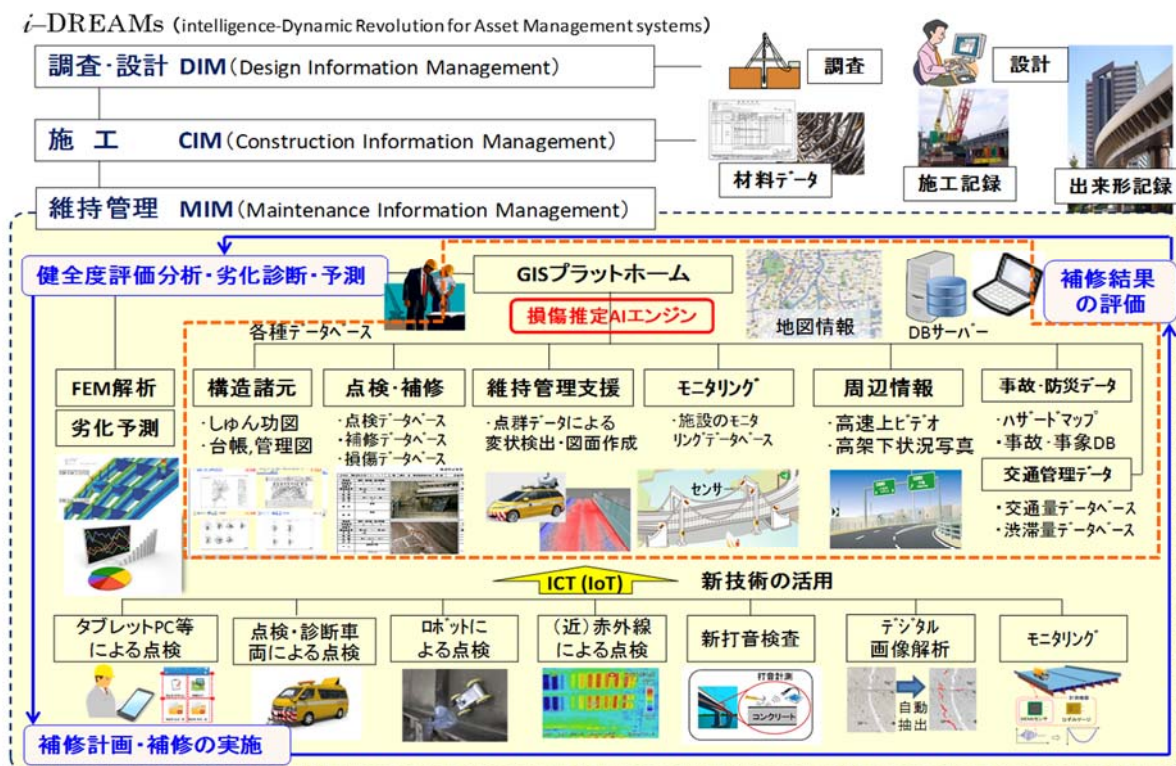 i-DREAMs（intelligence-Dynamic Revolution for Asset Management systems）
調査・設計 DIM（Design Information Management）
調査
設計
施 工 CIM（Construction Information Management）
材料データ
施工記録
出来形記録
維持管理 MIM（Maintenance Information Management）
健全度評価分析・劣化診断・予測
GISプラットホーム
損傷推定AIエンジン
地図情報
DBサーバー
補修結果
の評価
各種データベース
FEM解析
劣化予測
構造諸元
・しゅん功図
・台帳,管理図
点検・補修
・点検データベース
・補修データベース
・損傷データベース
維持管理支援
・点群データによる
変状検出・図面作成
モニタリング
・施設のモニタ
リングデータベース
センサー
周辺情報
・高速上ビデオ
・高架下状況写真
事故・防災データ
・ハザードマップ
・事故・事象DB
交通管理データ
・交通量データベース
・渋滞量データベース
ICT (IoT)
新技術の活用
タブレットPC等
による点検
点検・診断車
両による点検
ロボットに
よる点検
（近）赤外線
による点検
新打音検査
打音計測
コンクリート
デジタル
画像解析
自動
抽出
モニタリング
補修計画・補修の実施